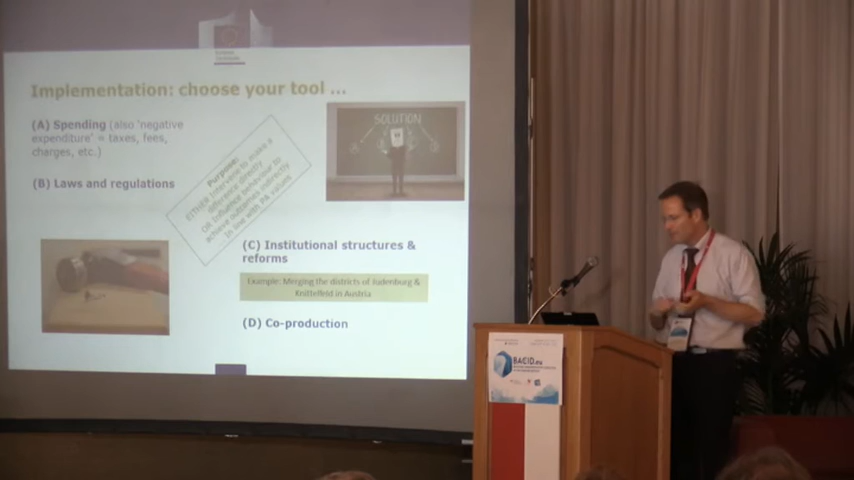 Implementation: choose your tool ...
(A) Spending (also 'negative
expenditure' = taxes, fees,
charges, etc.)
(B) Laws and regulations
Purpose:
EITHER Intervene to make a
difference directly
OR Influence behaviour to
achieve outcomes indirectly
In line with PA values
SOLUTION
(C) Institutional structures &
reforms
Example: Merging the districts of Judenburg &
Knittelfeld in Austria
(D) Co-production
BACID.eu